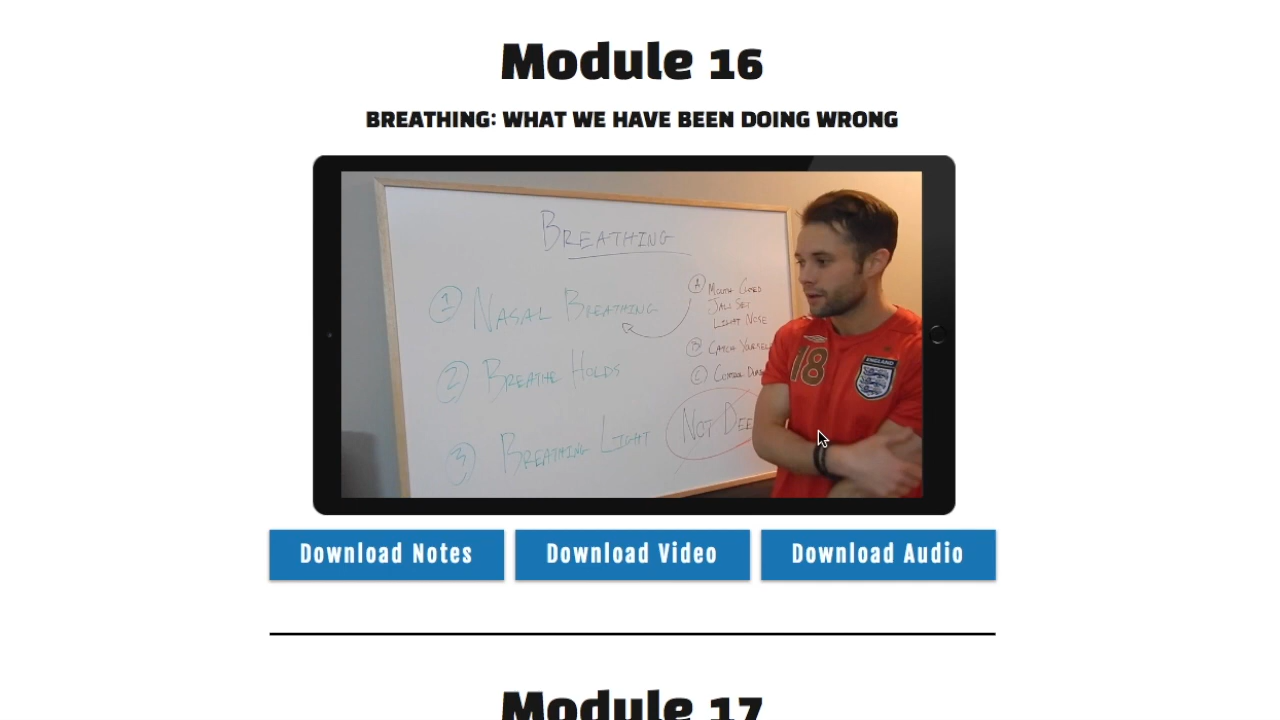 Module 16
BREATHING: WHAT WE HAVE BEEN DOING WRONG
BREATHING
1 NASAL BREATHING
A MOUTH CLOSED
JAW SET
LIGHT NOSE
2 BREATHE HOLDS
B CATCH YOURSEL
C CONTROL
3 BREATHING LIGHT
NOT DEE
18
ENGLAND
Download Notes
Download Video
Download Audio
Module 17